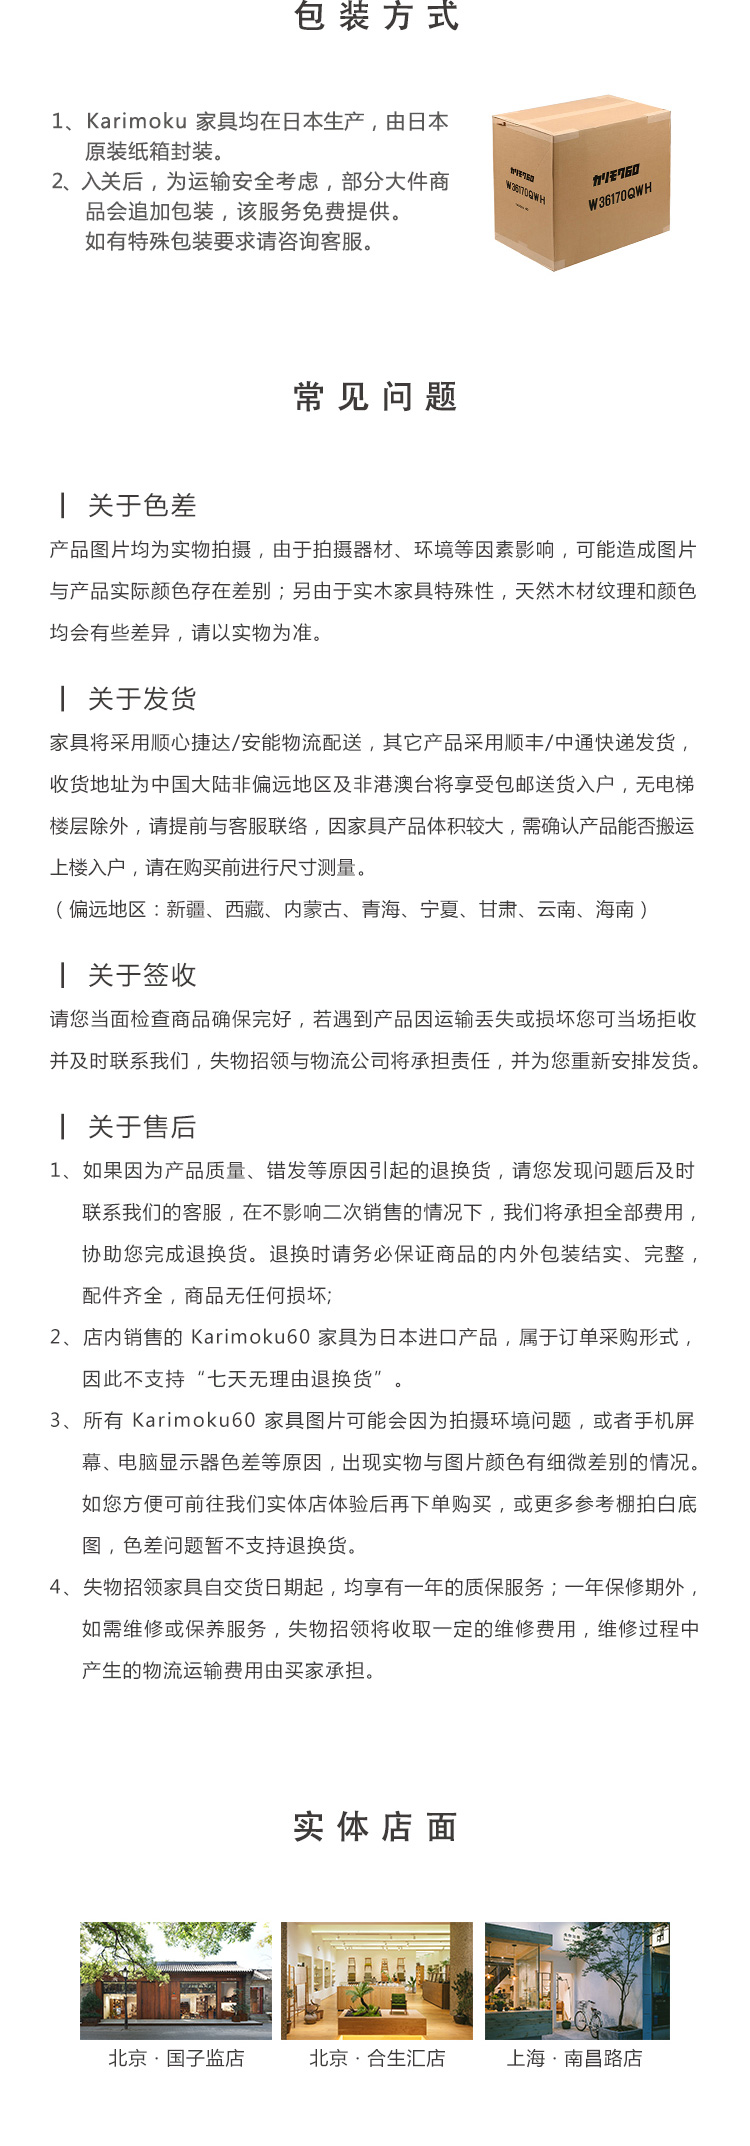 包装方式
1、Karimoku 家具均在日本生产，由日本
原装纸箱封装。
2、入关后，为运输安全考虑，部分大件商
品会追加包装，该服务免费提供。
如有特殊包装要求请咨询客服。
カリモク60
W36170QWH
カリモク60
W36170QWH
常见问题
关于色差
产品图片均为实物拍摄，由于拍摄器材、环境等因素影响，可能造成图片
与产品实际颜色存在差别；另由于实木家具特殊性，天然木材纹理和颜色
均会有些差异，请以实物为准。
关于发货
家具将采用顺心捷达/安能物流配送，其它产品采用顺丰/中通快递发货，
收货地址为中国大陆非偏远地区及非港澳台将享受包邮送货入户，无电梯
楼层除外，请提前与客服联络，因家具产品体积较大，需确认产品能否搬运
上楼入户，请在购买前进行尺寸测量。
（偏远地区：新疆、西藏、内蒙古、青海、宁夏、甘肃、云南、海南）
关于签收
请您当面检查商品确保完好，若遇到产品因运输丢失或损坏您可当场拒收
并及时联系我们，失物招领与物流公司将承担责任，并为您重新安排发货。
关于售后
1、如果因为产品质量、错发等原因引起的退换货，请您发现问题后及时
联系我们的客服，在不影响二次销售的情况下，我们将承担全部费用，
协助您完成退换货。退换时请务必保证商品的内外包装结实、完整，
配件齐全，商品无任何损坏;
2、店内销售的 Karimoku60 家具为日本进口产品，属于订单采购形式，
因此不支持“七天无理由退换货”。
3、所有 Karimoku60 家具图片可能会因为拍摄环境问题，或者手机屏
幕、电脑显示器色差等原因，出现实物与图片颜色有细微差别的情况。
如您方便可前往我们实体店体验后再下单购买，或更多参考棚拍白底
图，色差问题暂不支持退换货。
4、失物招领家具自交货日期起，均享有一年的质保服务；一年保修期外，
如需维修或保养服务，失物招领将收取一定的维修费用，维修过程中
产生的物流运输费用由买家承担。
实体店面
北京·国子监店
北京·合生汇店
上海·南昌路店